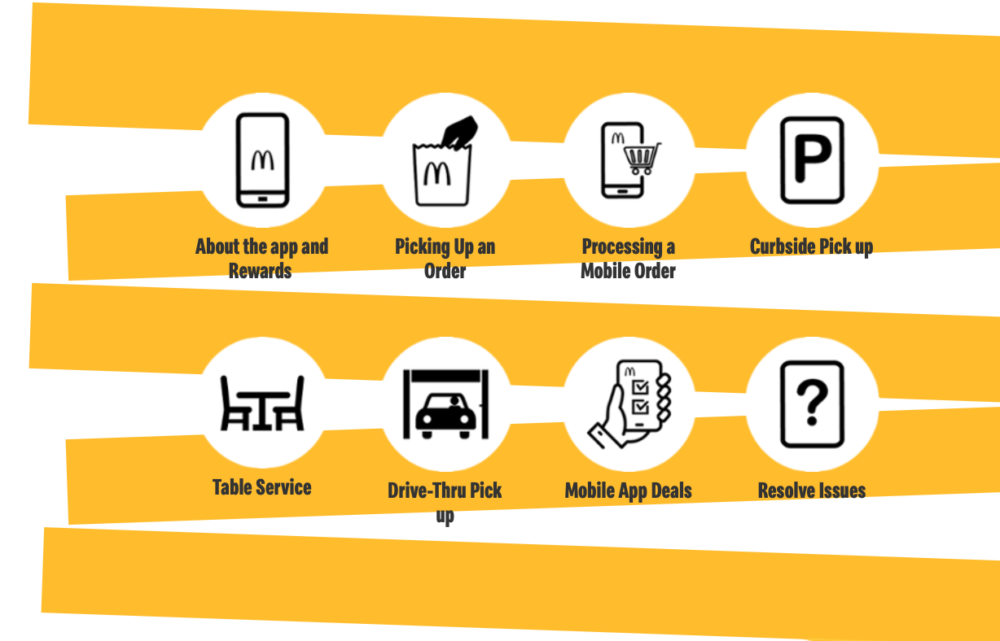 P
About the app and
Rewards
Picking Up an
Order
Processing a
Mobile Order
Curbside Pick up
?
Table Service
Drive-Thru Pick
up
Mobile App Deals
Resolve Issues